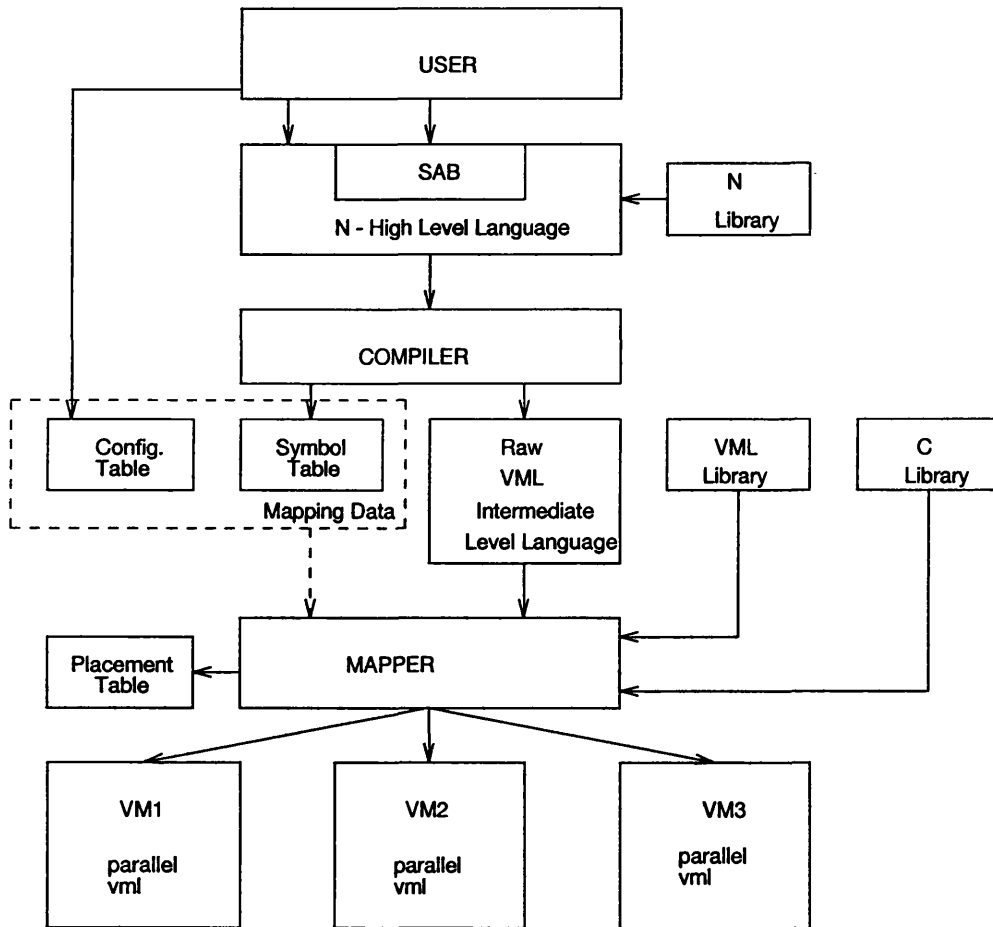 USER
SAB
N - High Level Language
N
Library
COMPILER
Config.
Table
Symbol
Table
Mapping Data
Raw
VML
Intermediate
Level Language
VML
Library
C
Library
Placement
Table
MAPPER
VM1
parallel
vml
VM2
parallel
vml
VM3
parallel
vml